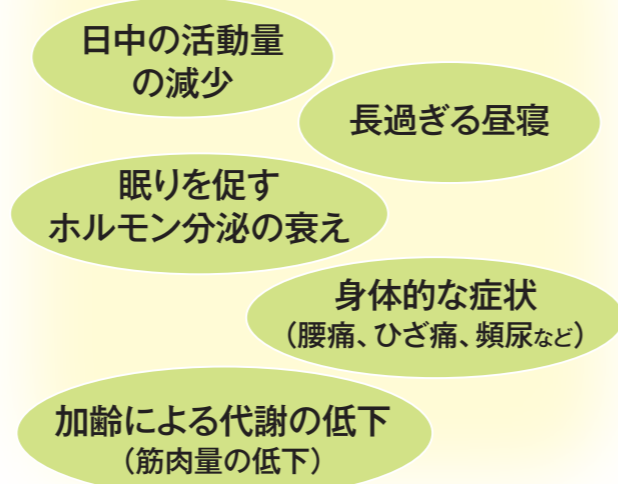 日中の活動量
の減少
長過ぎる昼寝
眠りを促す
ホルモン分泌の衰え
身体的な症状
（腰痛、ひざ痛、頻尿など）
加齢による代謝の低下
（筋肉量の低下）